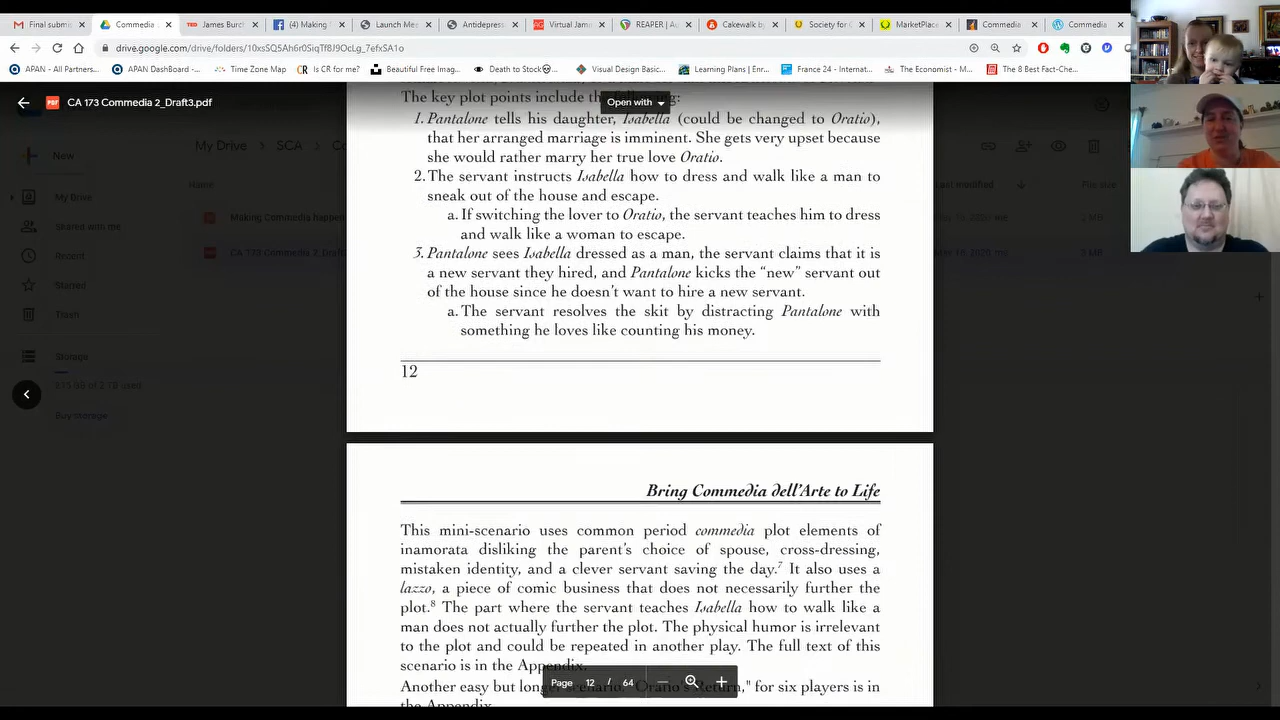 Final submis
Commedia
James Burch
(4) Making
Launch Mee
Antidepress
Virtual Jam
REAPER | A
Cakewalk b
Society for C
MarketPlace
Commedia
Commedia
drive.google.com/drive/folders/10xsSQSAh6r0SiqTf8J9OcLg_7efxSA1o
APAN - All Partners...
APAN DashBoard -...
Time Zone Map
Is CR for me?
Beautiful Free Imag...
Death to Stock
Visual Design Basic...
Learning Plans | Enr...
France 24 - Internat...
The Economist - M...
The 8 Best Fact-Che...
CA 173 Commedia 2_Draft3.pdf
Open with
New
My Drive
SCA
My Drive
Shared with me
Recent
Starred
Trash
Storage
Buy storage
Name
Last modified
File size
Making Commedia happen
CA 173 Commedia 2_Draft3
The key plot points include the following:
1. Pantalone tells his daughter, Isabella (could be changed to Oratio),
that her arranged marriage is imminent. She gets very upset because
she would rather marry her true love Oratio.
2. The servant instructs Isabella how to dress and walk like a man to
sneak out of the house and escape.
a. If switching the lover to Oratio, the servant teaches him to dress
and walk like a woman to escape.
3. Pantalone sees Isabella dressed as a man, the servant claims that it is
a new servant they hired, and Pantalone kicks the “new” servant out
of the house since he doesn’t want to hire a new servant.
a. The servant resolves the skit by distracting Pantalone with
something he loves like counting his money.
12
Bring Commedia dell’Arte to Life
This mini-scenario uses common period commedia plot elements of
inamorata disliking the parent’s choice of spouse, cross-dressing,
mistaken identity, and a clever servant saving the day.7 It also uses a
lazzo, a piece of comic business that does not necessarily further the
plot.8 The part where the servant teaches Isabella how to walk like a
man does not actually further the plot. The physical humor is irrelevant
to the plot and could be repeated in another play. The full text of this
scenario is in the Appendix.
Another easy but longer scenario, "Oratio's Return," for six players is in
the Appendix.
Page 12 / 64